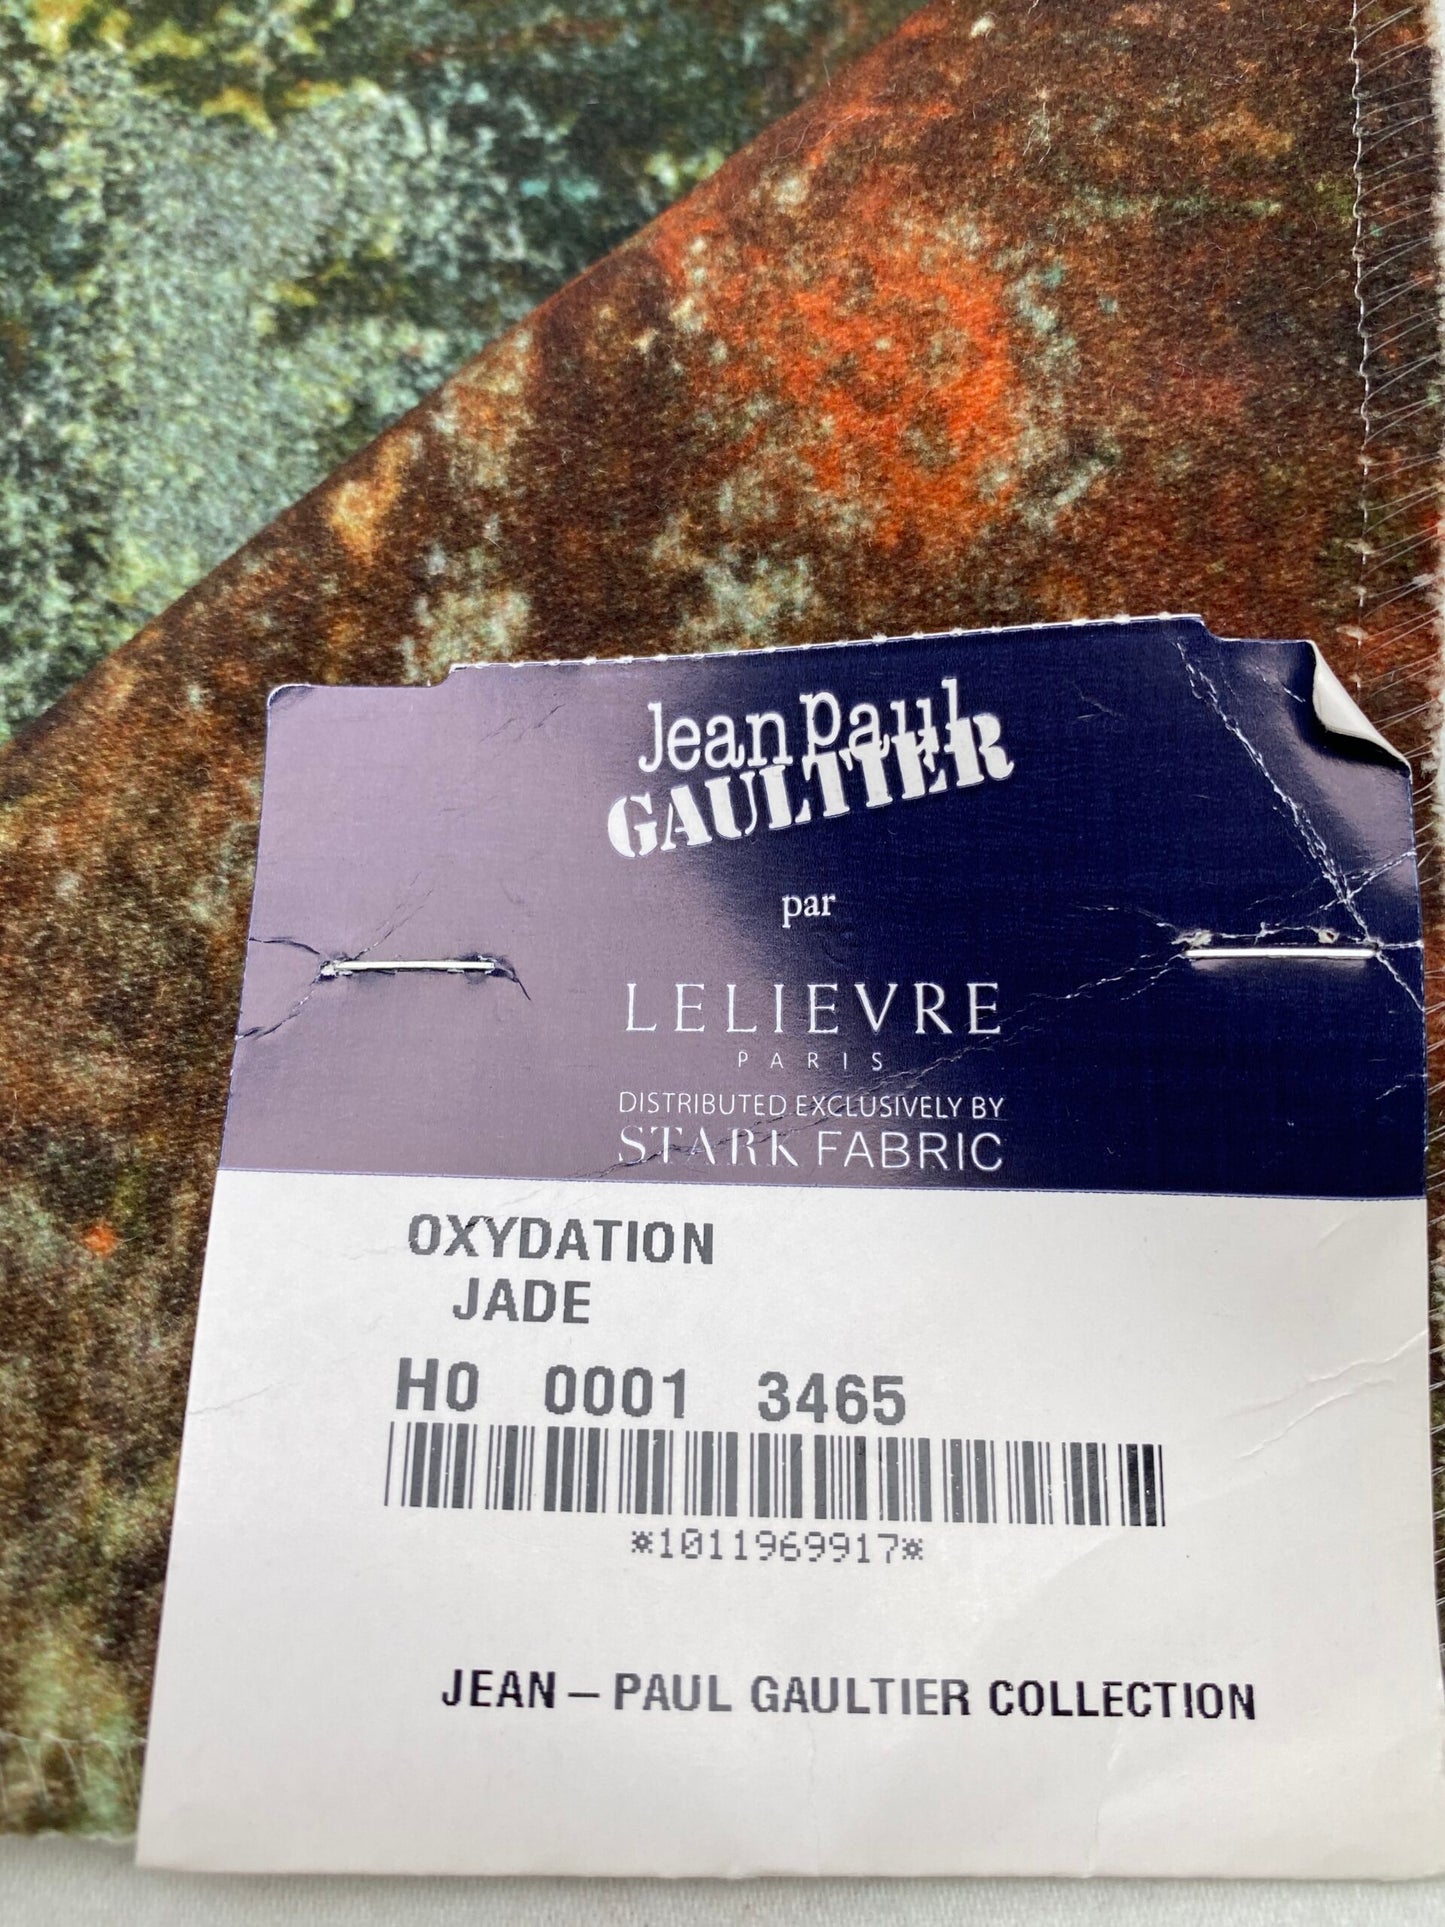 Jean Paul
GAULTIER
par
LELIEVRE
PARIS
DISTRIBUTED EXCLUSIVELY BY
STARK FABRIC
OXYDATION
JADE
H0 0001 3465
*1011969917*
JEAN – PAUL GAULTIER COLLECTION